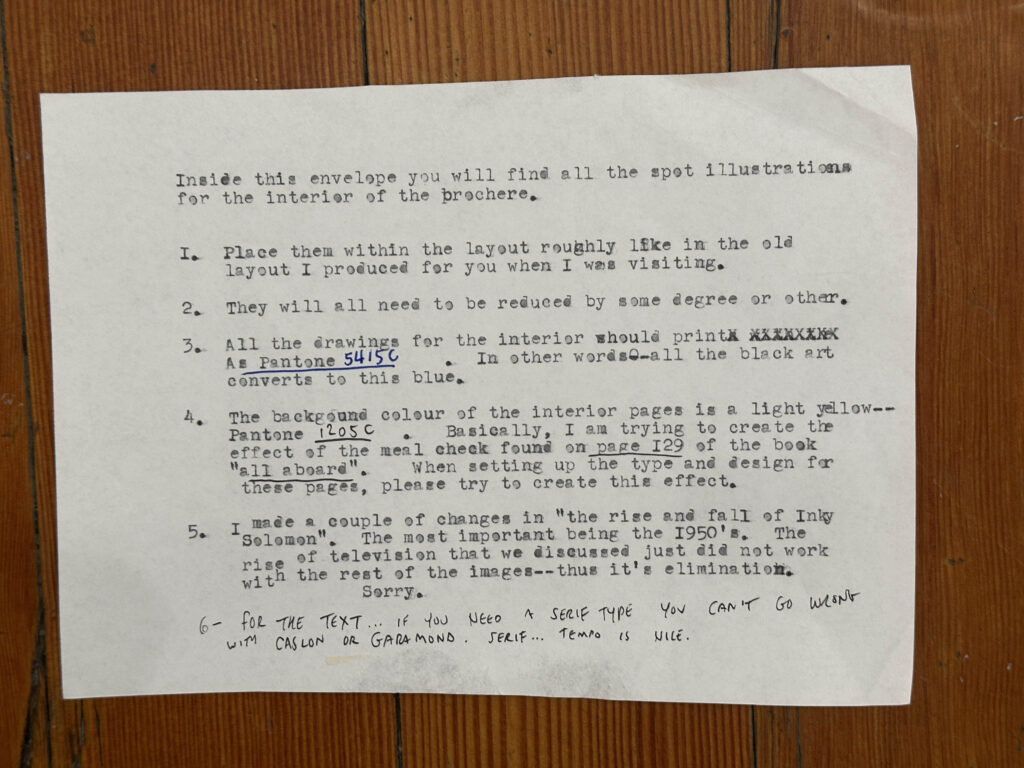 Inside this envelope you will find all the spot illustrations
for the interior of the brochere.
I. Place them within the layout roughly like in the old
layout I produced for you when I was visiting.
2. They will all need to be reduced by some degree or other.
3. All the drawings for the interior should print
As Pantone 5415C . In other words--all the black art
converts to this blue.
4. The backgound colour of the interior pages is a light yellow--
Pantone 1205C . Basically, I am trying to create the
effect of the meal check found on page I29 of the book
"all aboard". When setting up the type and design for
these pages, please try to create this effect.
5. I made a couple of changes in "the rise and fall of Inky
Solomon". The most important being the I950's. The
rise of television that we discussed just did not work
with the rest of the images--thus it's elimination.
Sorry.
6- FOR THE TEXT... IF YOU NEED A SERIF TYPE YOU CAN'T GO WRONG
WITH CASLON OR GARAMOND. SERIF... TEMPO IS NICE.